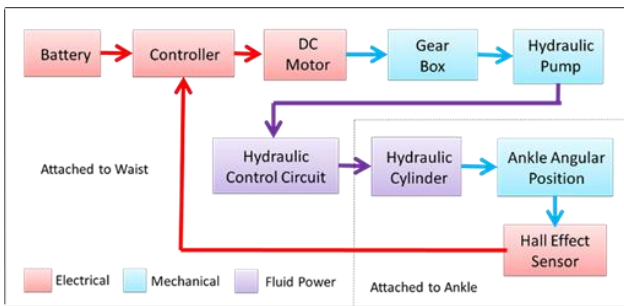 Battery
Controller
DC
Motor
Gear
Box
Hydraulic
Pump
Hydraulic
Control Circuit
Hydraulic
Cylinder
Ankle Angular
Position
Attached to Waist
Hall Effect
Sensor
Electrical
Mechanical
Fluid Power
Attached to Ankle